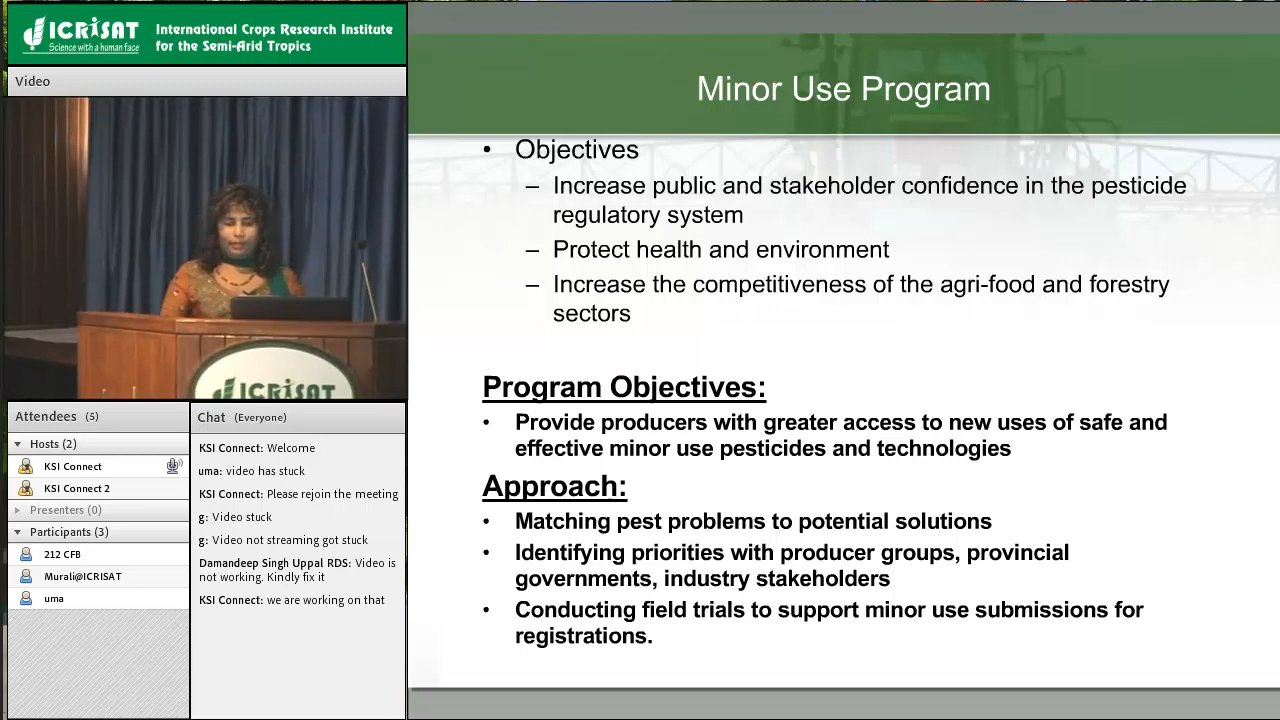 ICRISAT
Science with a human face
International Crops Research Institute
for the Semi-Arid Tropics
Video
ICRISAT
Attendees (5)
Hosts (2)
KSI Connect
KSI Connect 2
Presenters (0)
Participants (3)
212 CFB
Murali@ICRISAT
uma
Chat (Everyone)
KSI Connect: Welcome
uma: video has stuck
KSI Connect: Please rejoin the meeting
g: Video stuck
g: Video not streaming got stuck
Damandeep Singh Uppal RDS: Video is
not working. Kindly fix it
KSI Connect: we are working on that
Minor Use Program
• Objectives
– Increase public and stakeholder confidence in the pesticide
regulatory system
– Protect health and environment
– Increase the competitiveness of the agri-food and forestry
sectors
Program Objectives:
• Provide producers with greater access to new uses of safe and
effective minor use pesticides and technologies
Approach:
• Matching pest problems to potential solutions
• Identifying priorities with producer groups, provincial
governments, industry stakeholders
• Conducting field trials to support minor use submissions for
registrations.